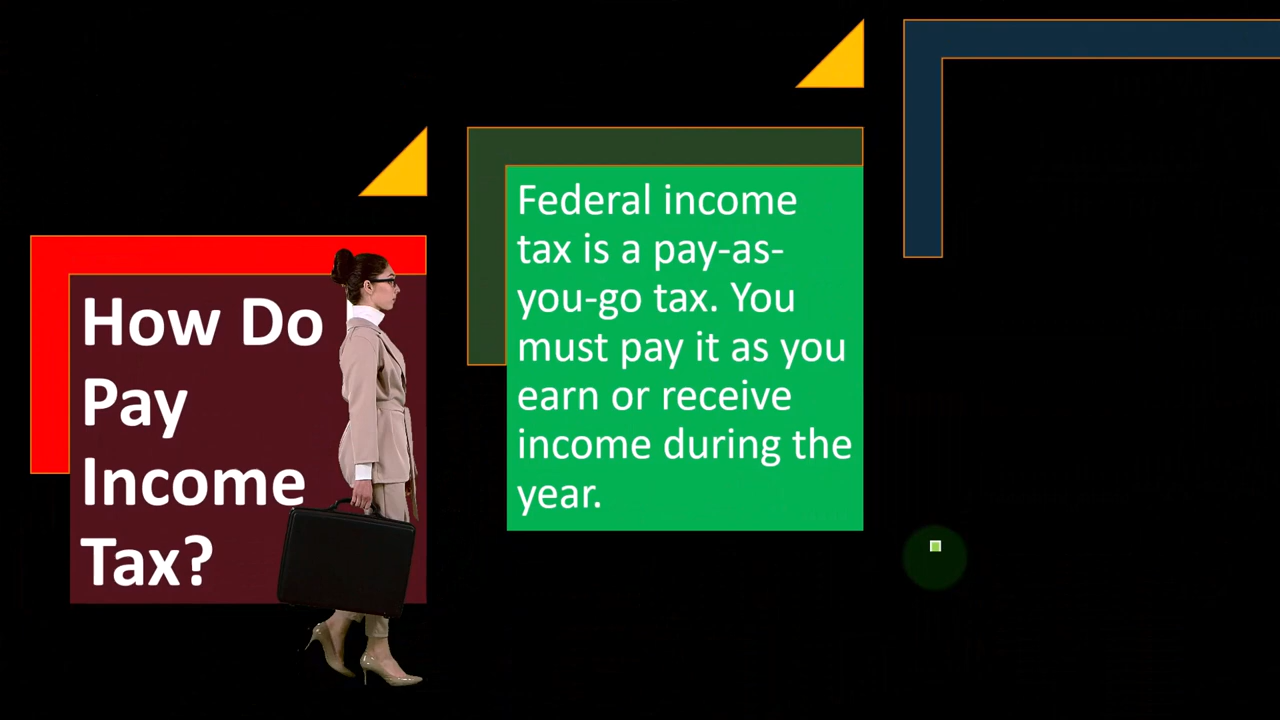 How Do
Pay
Income
Tax?
Federal income
tax is a pay-as-
you-go tax. You
must pay it as you
earn or receive
income during the
year.